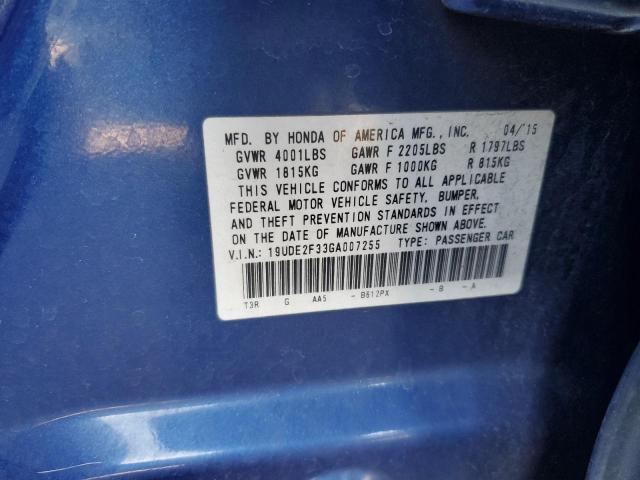 MFD. BY HONDA OF AMERICA MFG., INC. 04/'15
GVWR 4001LBS GAWR F 2205LBS R 1797LBS
GVWR 1815KG GAWR F 1000KG R 815KG
THIS VEHICLE CONFORMS TO ALL APPLICABLE
FEDERAL MOTOR VEHICLE SAFETY, BUMPER,
AND THEFT PREVENTION STANDARDS IN EFFECT
ON THE DATE OF MANUFACTURE SHOWN ABOVE.
V.I.N.: 19UDE2F33GA007255 TYPE: PASSENGER CAR
T3R G AA5 - B612PX - B - A